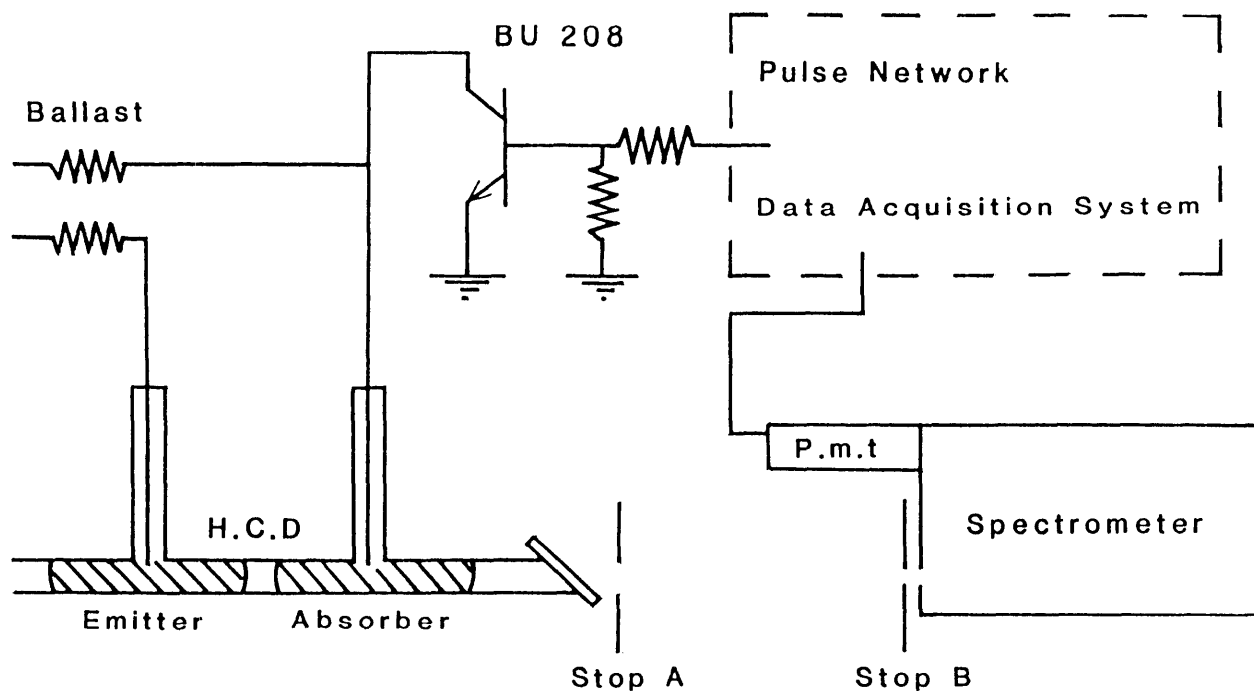 BU 208
Pulse Network
Ballast
Data Acquisition System
P.m.t
H.C.D
Spectrometer
Emitter
Absorber
Stop A
Stop B